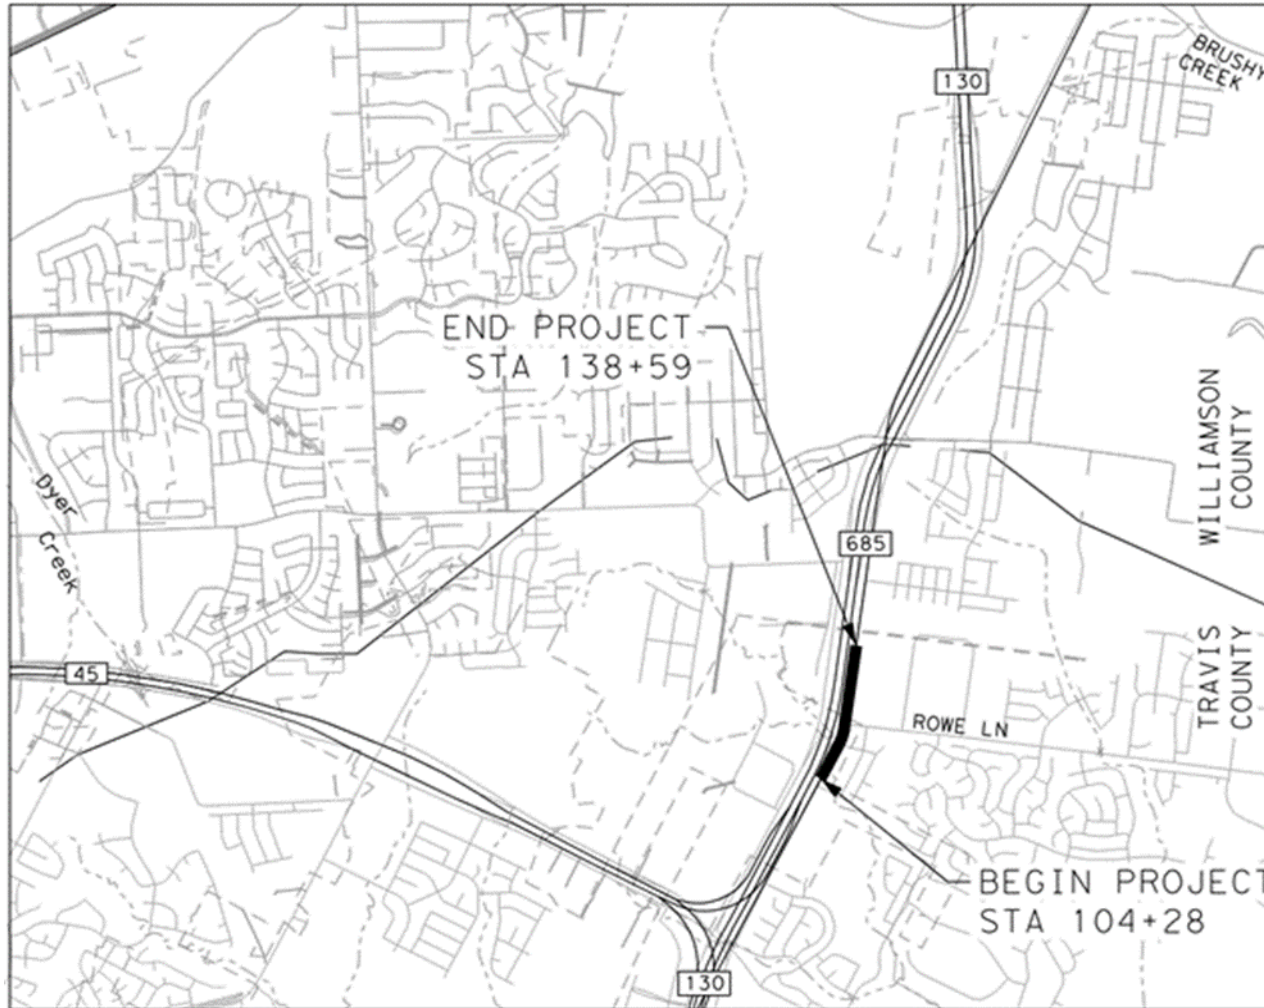 130
BRUSHY
CREEK
END PROJECT
STA 138+59
WILLIAMSON
COUNTY
Dyer
Creek
685
TRAVIS
COUNTY
45
ROWE LN
BEGIN PROJECT
STA 104+28
130